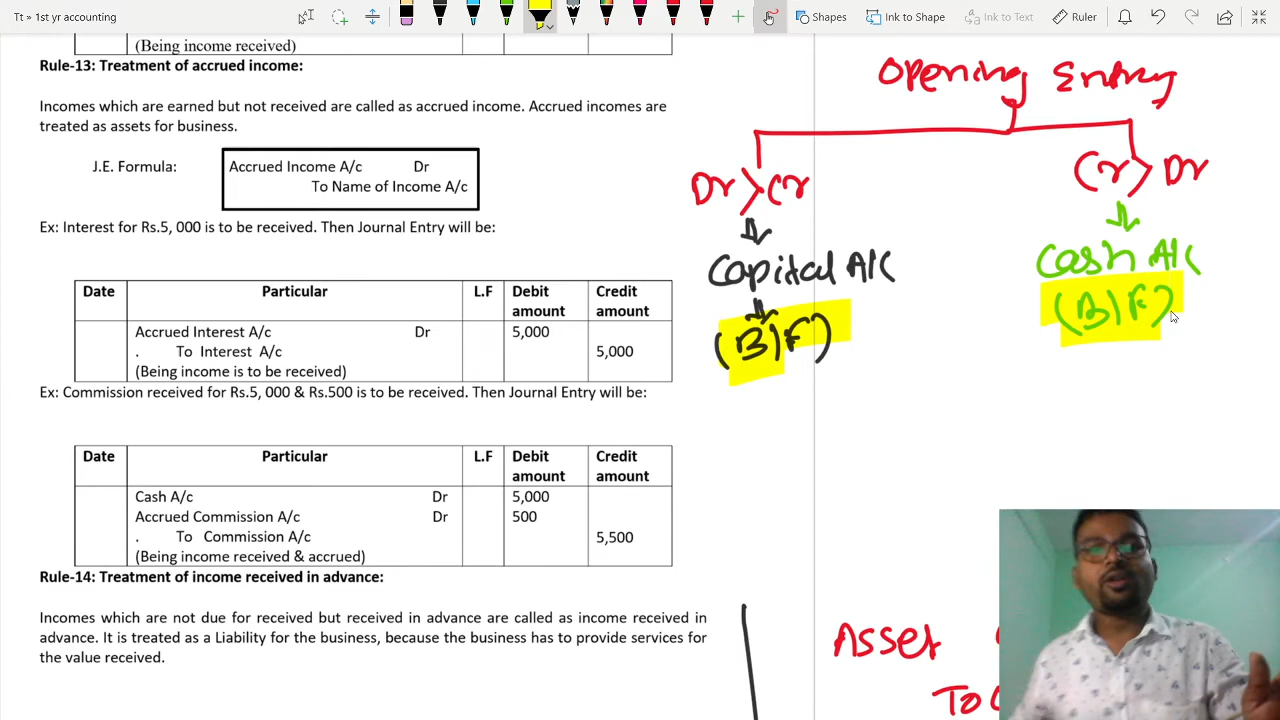 Tt » 1st yr accounting
Shapes
Ink to Shape
Ink to Text
Ruler
(Being income received)
Rule-13: Treatment of accrued income:
Incomes which are earned but not received are called as accrued income. Accrued incomes are
treated as assets for business.
J.E. Formula:
Accrued Income A/c Dr
To Name of Income A/c
Ex: Interest for Rs.5, 000 is to be received. Then Journal Entry will be:
Date Particular L.F Debit amount Credit amount
Accrued Interest A/c Dr 5,000
. To Interest A/c 5,000
(Being income is to be received)
Ex: Commission received for Rs.5, 000 & Rs.500 is to be received. Then Journal Entry will be:
Date Particular L.F Debit amount Credit amount
Cash A/c Dr 5,000
Accrued Commission A/c Dr 500
. To Commission A/c 5,500
(Being income received & accrued)
Rule-14: Treatment of income received in advance:
Incomes which are not due for received but received in advance are called as income received in
advance. It is treated as a Liability for the business, because the business has to provide services for
the value received.
Opening Entry
Dr > Cr
Capital A/C
(B/F)
Cr > Dr
Cash A/C
(B/F)
Asset
To